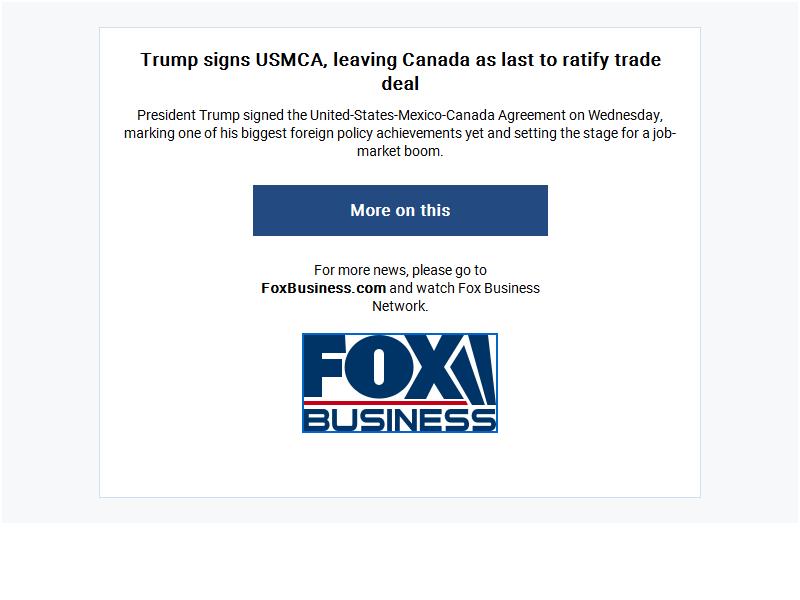 Trump signs USMCA, leaving Canada as last to ratify trade
deal
President Trump signed the United-States-Mexico-Canada Agreement on Wednesday,
marking one of his biggest foreign policy achievements yet and setting the stage for a job-
market boom.
More on this
For more news, please go to
FoxBusiness.com and watch Fox Business
Network.
FOX
BUSINESS